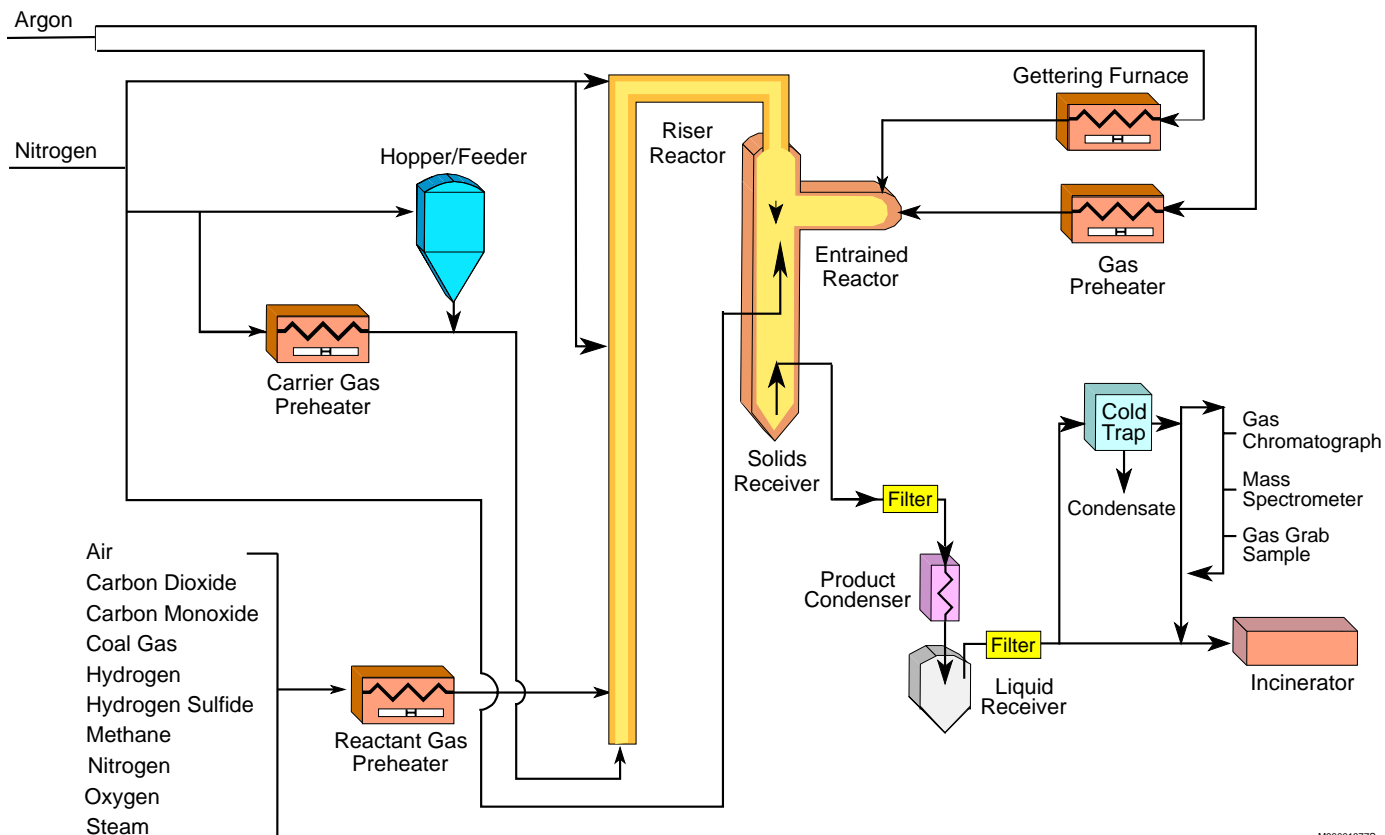 Argon
Gettering Furnace
Riser
Reactor
Nitrogen
Hopper/Feeder
Entrained
Reactor
Gas
Preheater
Carrier Gas
Preheater
Cold
Trap
Gas
Chromatograph
Solids
Receiver
Mass
Spectrometer
Filter
Condensate
Gas Grab
Sample
Air
Carbon Dioxide
Carbon Monoxide
Coal Gas
Hydrogen
Hydrogen Sulfide
Methane
Nitrogen
Oxygen
Steam
Product
Condenser
Filter
Liquid
Receiver
Incinerator
Reactant Gas
Preheater